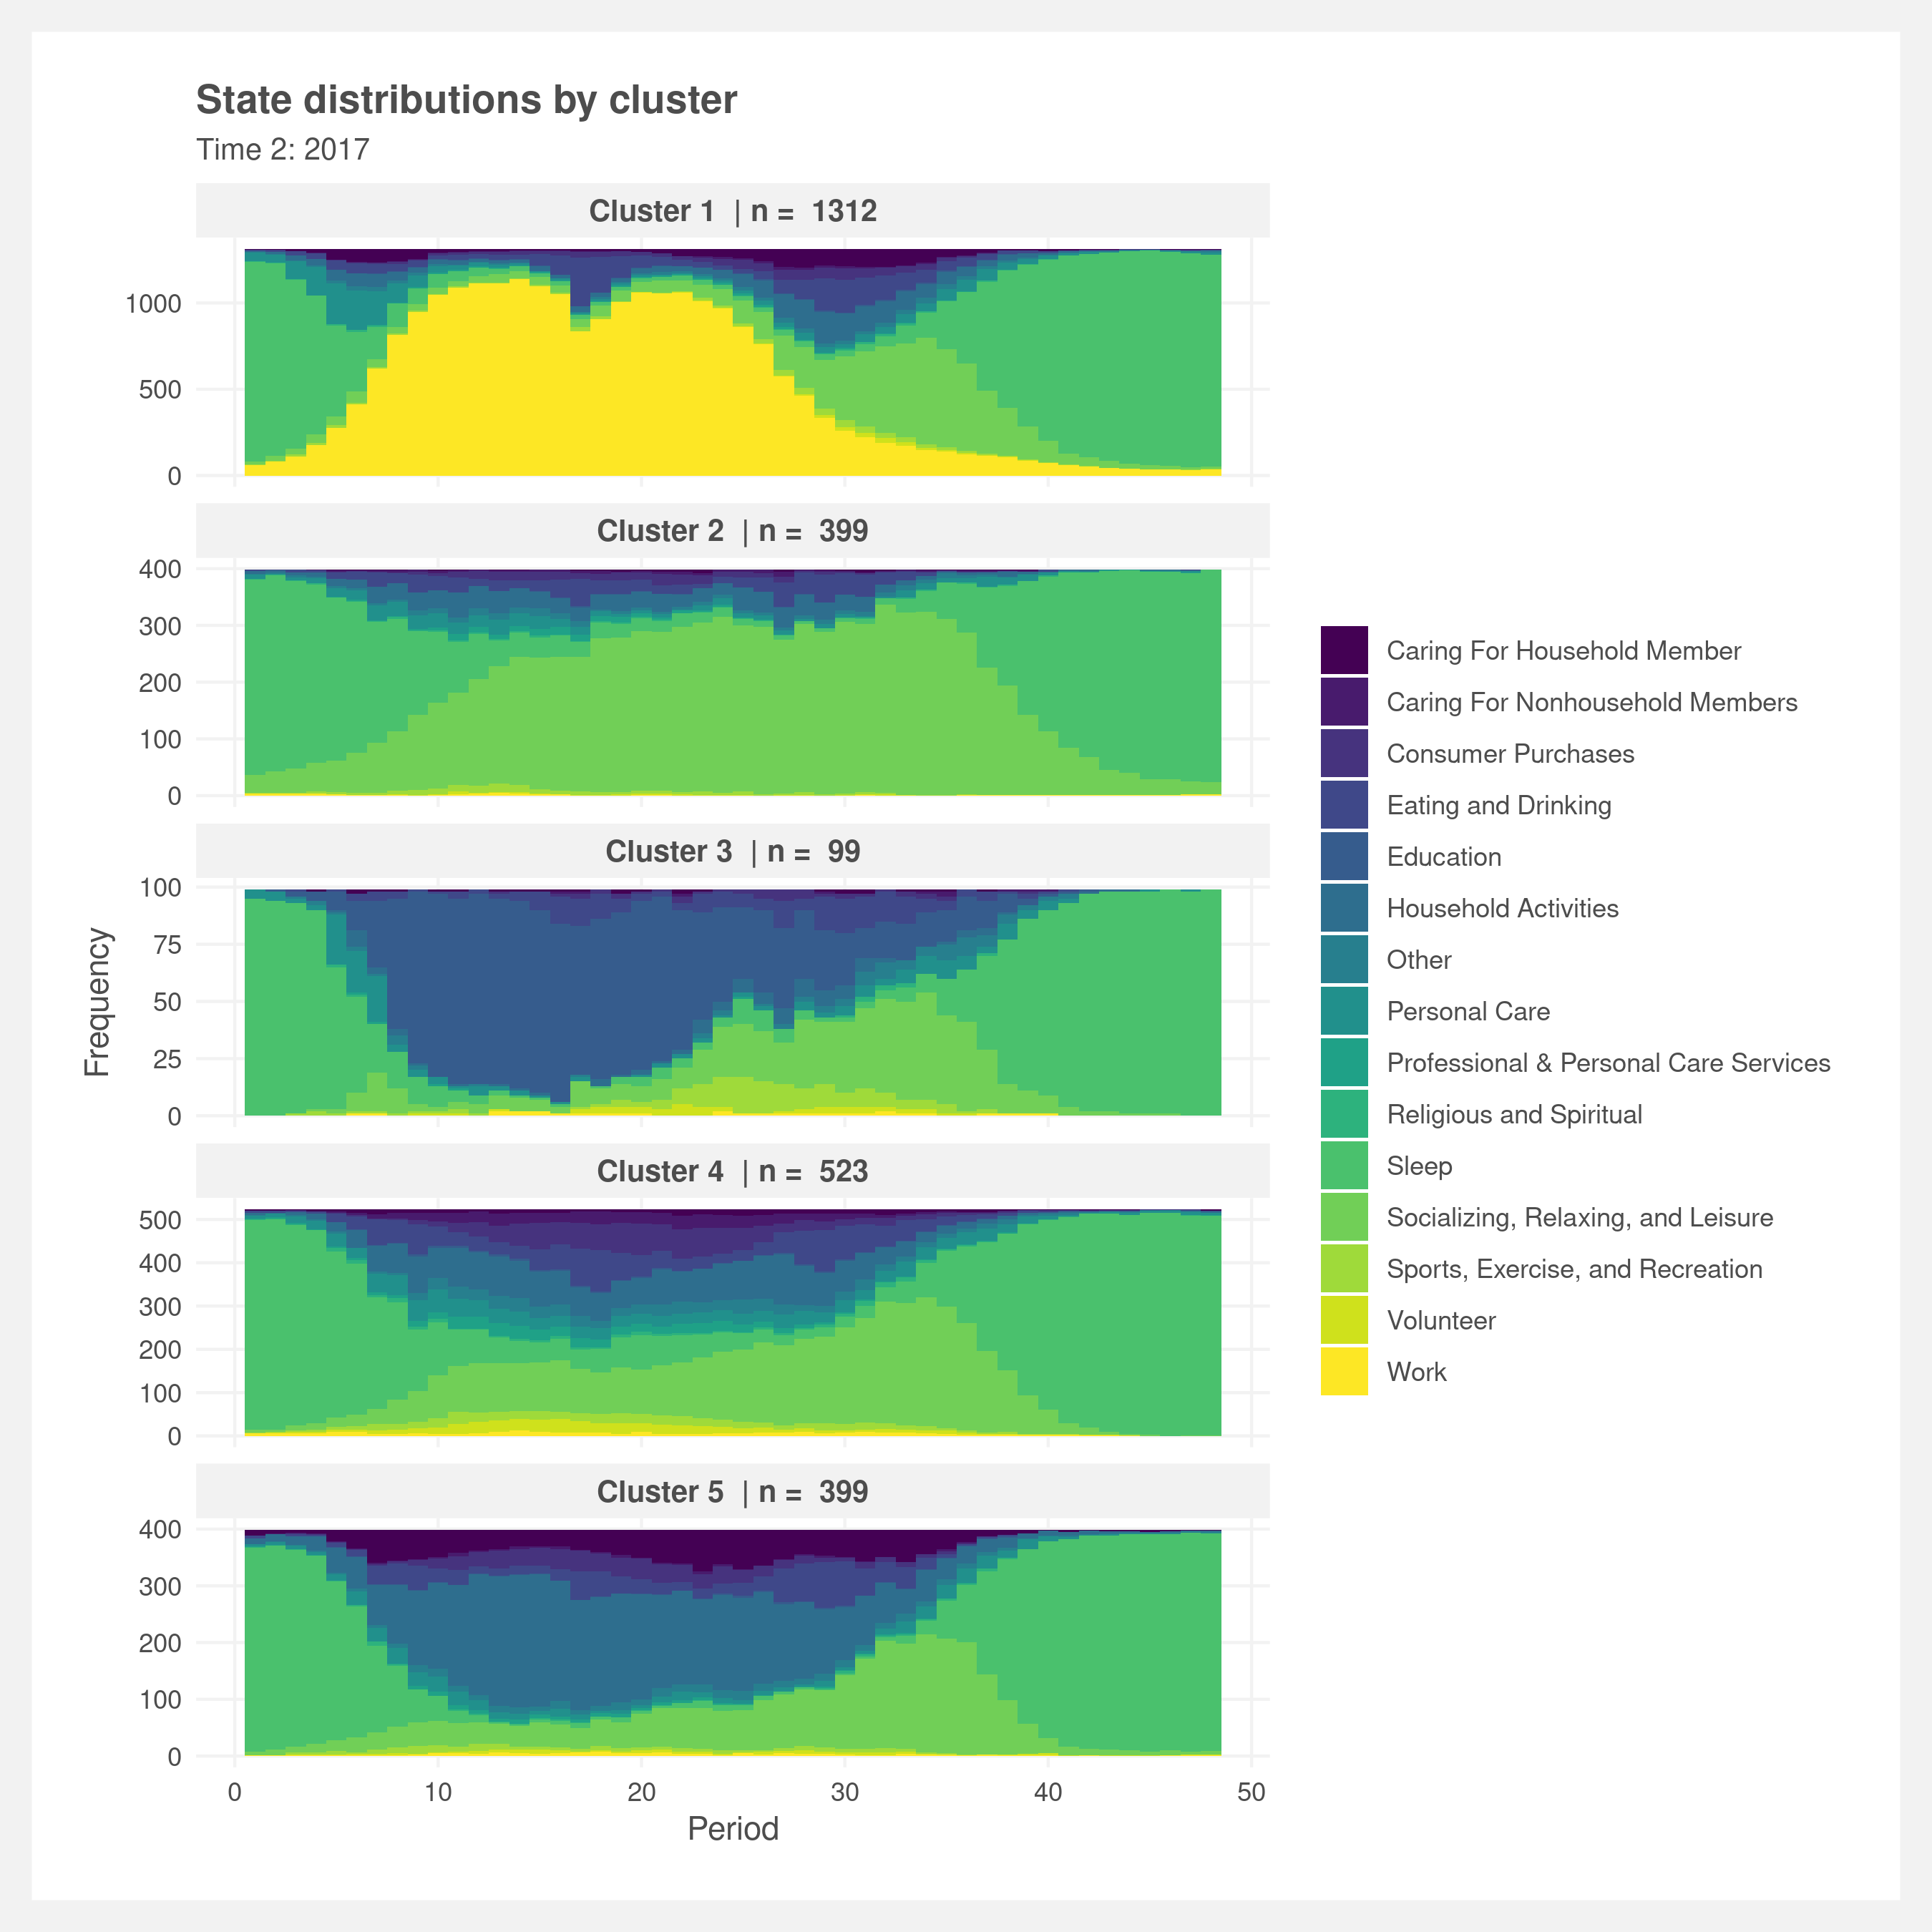 State distributions by cluster
Time 2: 2017
Cluster 1 | n = 1312
1000
500
0
Cluster 2 | n = 399
400
300
200
100
0
Cluster 3 | n = 99
100
75
50
25
0
Cluster 4 | n = 523
500
400
300
200
100
0
Cluster 5 | n = 399
400
300
200
100
0
0 10 20 30 40 50
Period
Frequency
Caring For Household Member
Caring For Nonhousehold Members
Consumer Purchases
Eating and Drinking
Education
Household Activities
Other
Personal Care
Professional & Personal Care Services
Religious and Spiritual
Sleep
Socializing, Relaxing, and Leisure
Sports, Exercise, and Recreation
Volunteer
Work